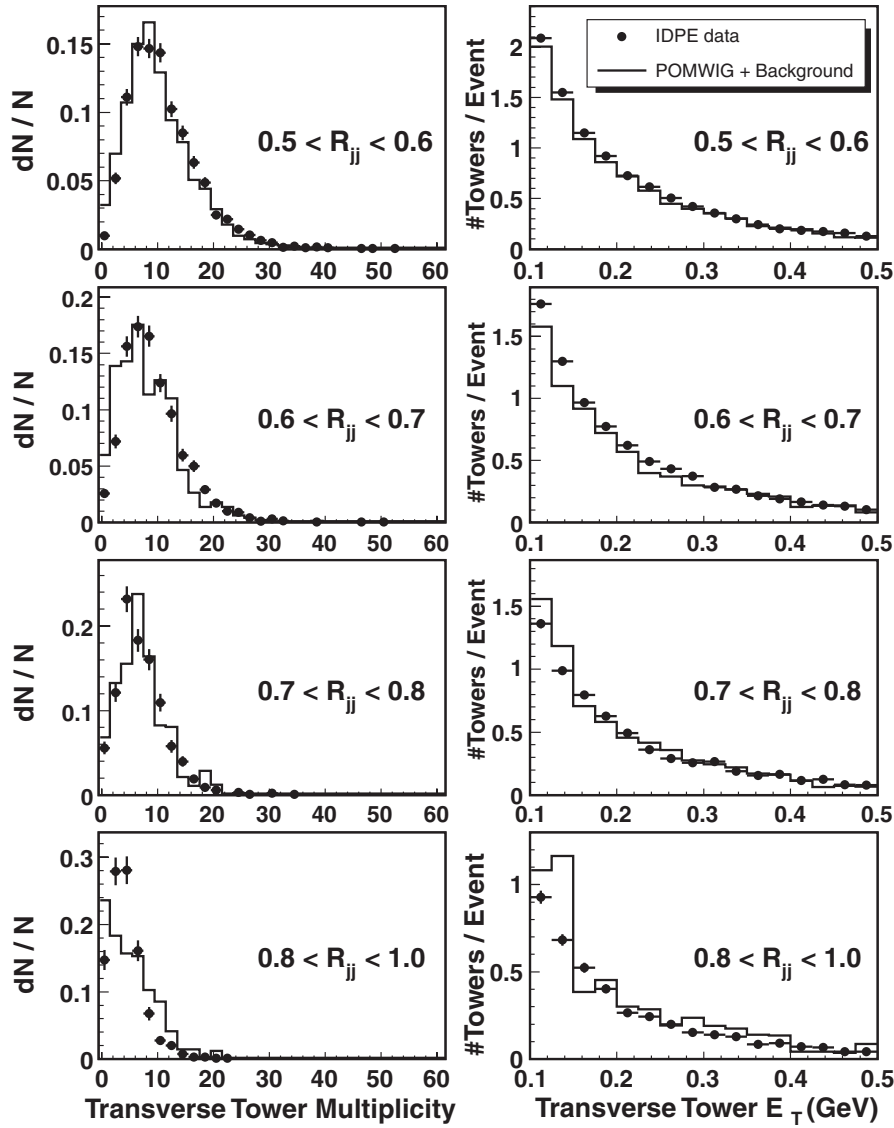 dN / N
0.15
0.1
0.05
0
0 10 20 30 40 50 60
0.5 < R_jj < 0.6
#Towers / Event
2
1.5
1
0.5
0
0.1 0.2 0.3 0.4 0.5
IDPE data
POMWIG + Background
0.5 < R_jj < 0.6
dN / N
0.2
0.15
0.1
0.05
0
0 10 20 30 40 50 60
0.6 < R_jj < 0.7
#Towers / Event
1.5
1
0.5
0
0.1 0.2 0.3 0.4 0.5
0.6 < R_jj < 0.7
dN / N
0.2
0.1
0
0 10 20 30 40 50 60
0.7 < R_jj < 0.8
#Towers / Event
1.5
1
0.5
0
0.1 0.2 0.3 0.4 0.5
0.7 < R_jj < 0.8
dN / N
0.3
0.2
0.1
0
0 10 20 30 40 50 60
0.8 < R_jj < 1.0
Transverse Tower Multiplicity
#Towers / Event
1
0.5
0
0.1 0.2 0.3 0.4 0.5
0.8 < R_jj < 1.0
Transverse Tower E_T (GeV)